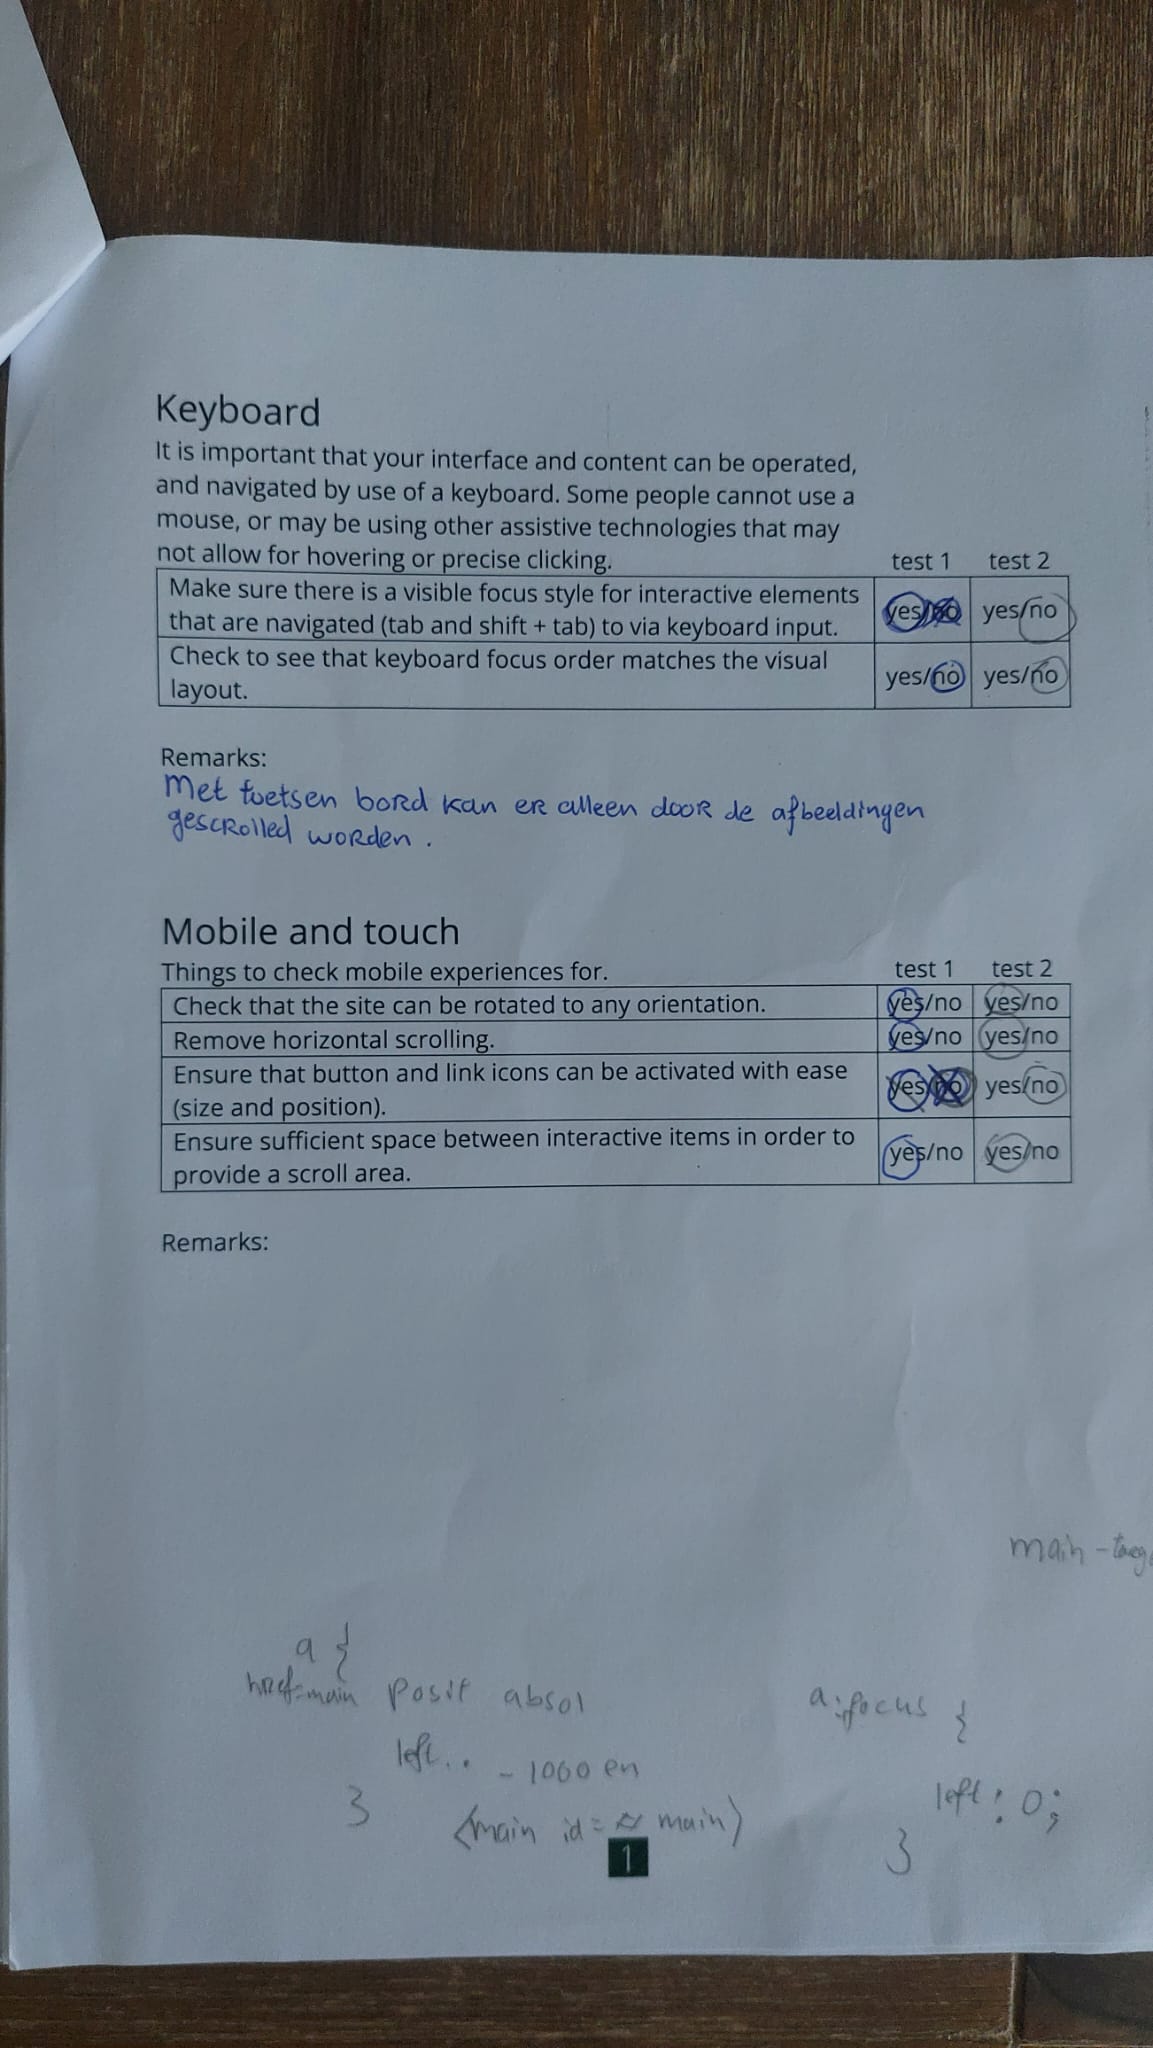 Keyboard
It is important that your interface and content can be operated,
and navigated by use of a keyboard. Some people cannot use a
mouse, or may be using other assistive technologies that may
not allow for hovering or precise clicking. test 1 test 2
Make sure there is a visible focus style for interactive elements
that are navigated (tab and shift + tab) to via keyboard input. yes/no yes/no
Check to see that keyboard focus order matches the visual
layout. yes/no yes/no
Remarks:
Met toetsen bord kan er alleen door de afbeeldingen
gescrolled worden.
Mobile and touch
Things to check mobile experiences for. test 1 test 2
Check that the site can be rotated to any orientation. yes/no yes/no
Remove horizontal scrolling. yes/no yes/no
Ensure that button and link icons can be activated with ease
(size and position). yes/no yes/no
Ensure sufficient space between interactive items in order to
provide a scroll area. yes/no yes/no
Remarks:
main
a {
href=main posit absol
left.. - 1000 em
}
<main id= main>
a:focus {
left: 0;
}
1